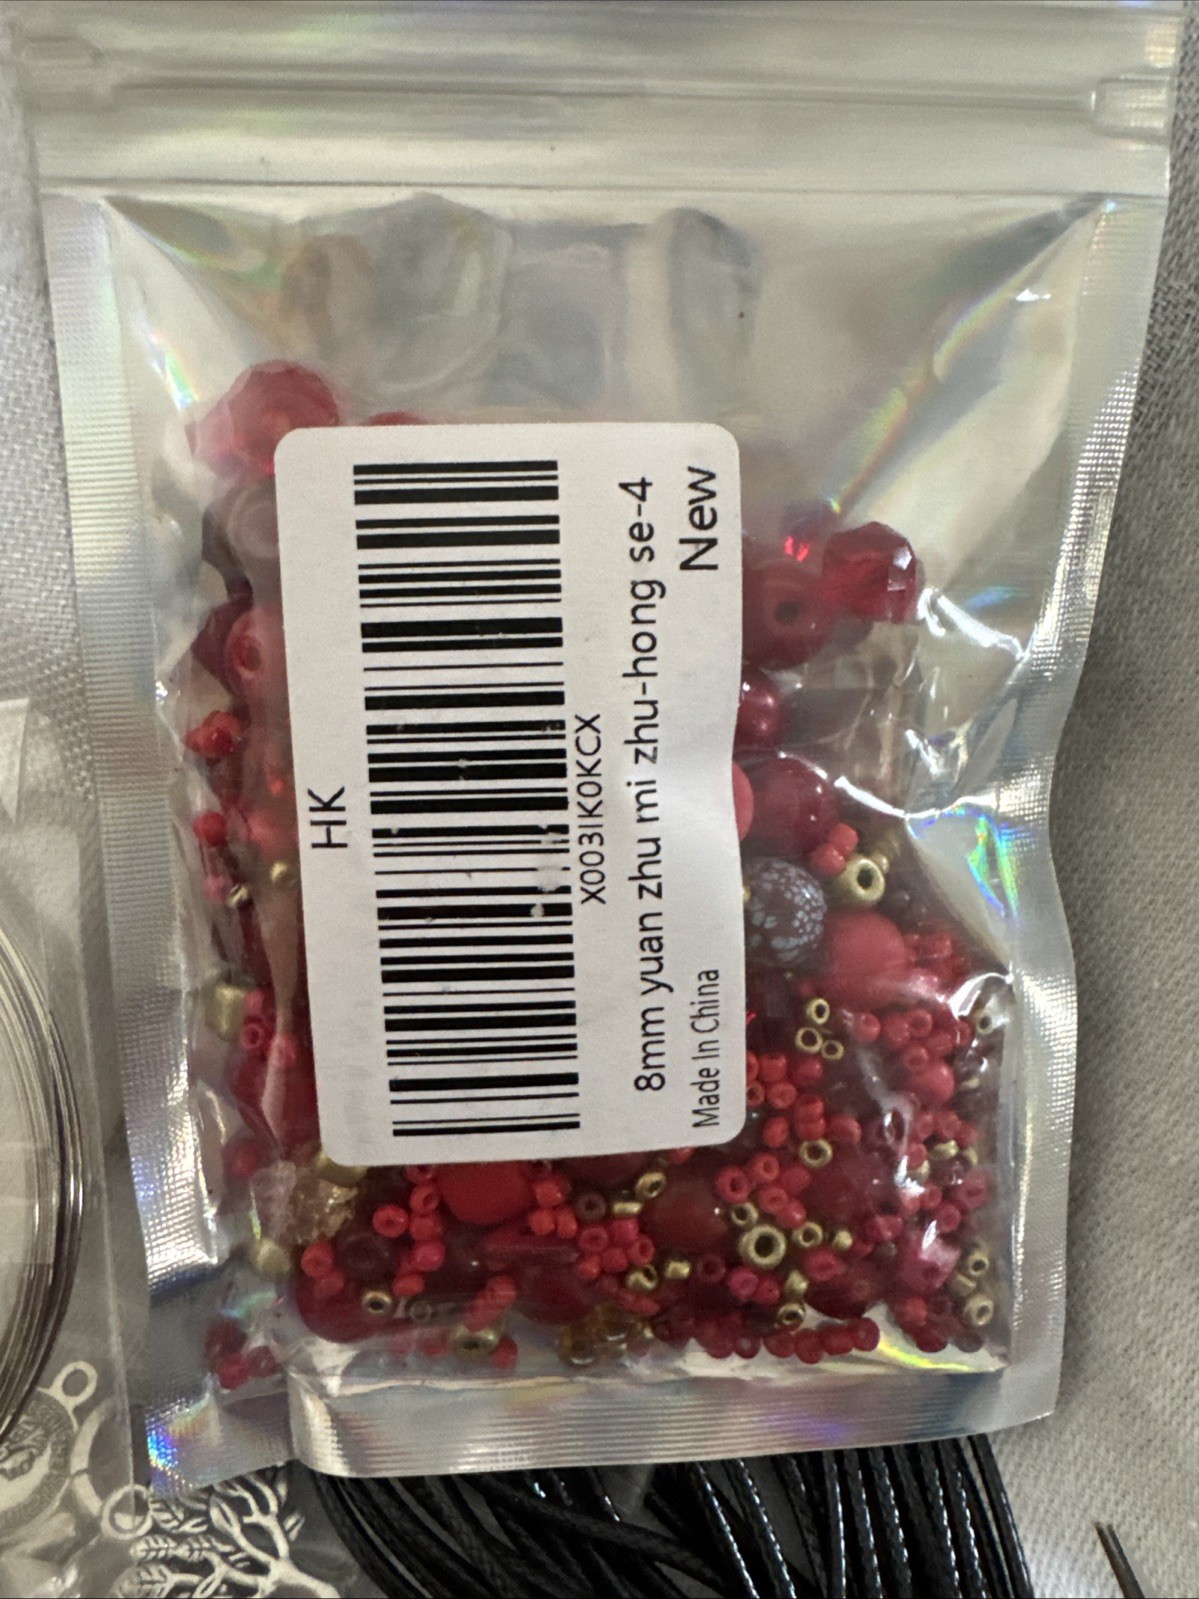 HK
X003IK0KCX
8mm yuan zhu mi zhu-hong se-4
New
Made In China